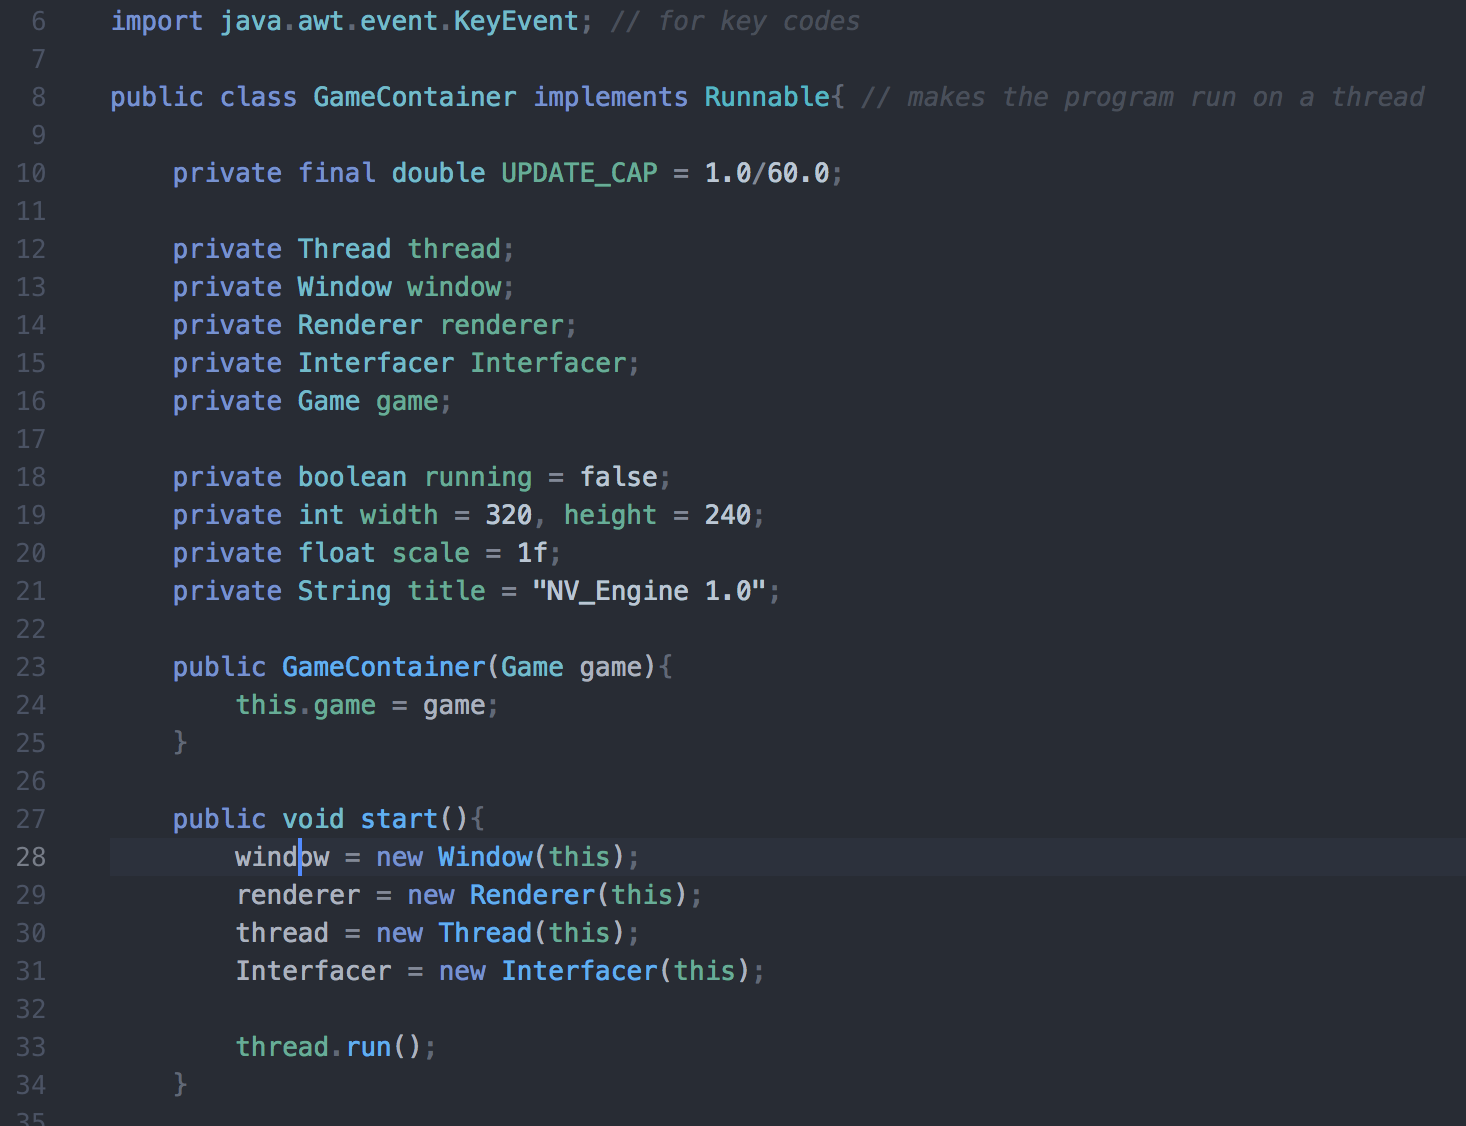 6 import java.awt.event.KeyEvent; // for key codes
7
8 public class GameContainer implements Runnable{ // makes the program run on a thread
9
10     private final double UPDATE_CAP = 1.0/60.0;
11
12     private Thread thread;
13     private Window window;
14     private Renderer renderer;
15     private Interfacer Interfacer;
16     private Game game;
17
18     private boolean running = false;
19     private int width = 320, height = 240;
20     private float scale = 1f;
21     private String title = "NV_Engine 1.0";
22
23     public GameContainer(Game game){
24         this.game = game;
25     }
26
27     public void start(){
28         window = new Window(this);
29         renderer = new Renderer(this);
30         thread = new Thread(this);
31         Interfacer = new Interfacer(this);
32
33         thread.run();
34     }
35